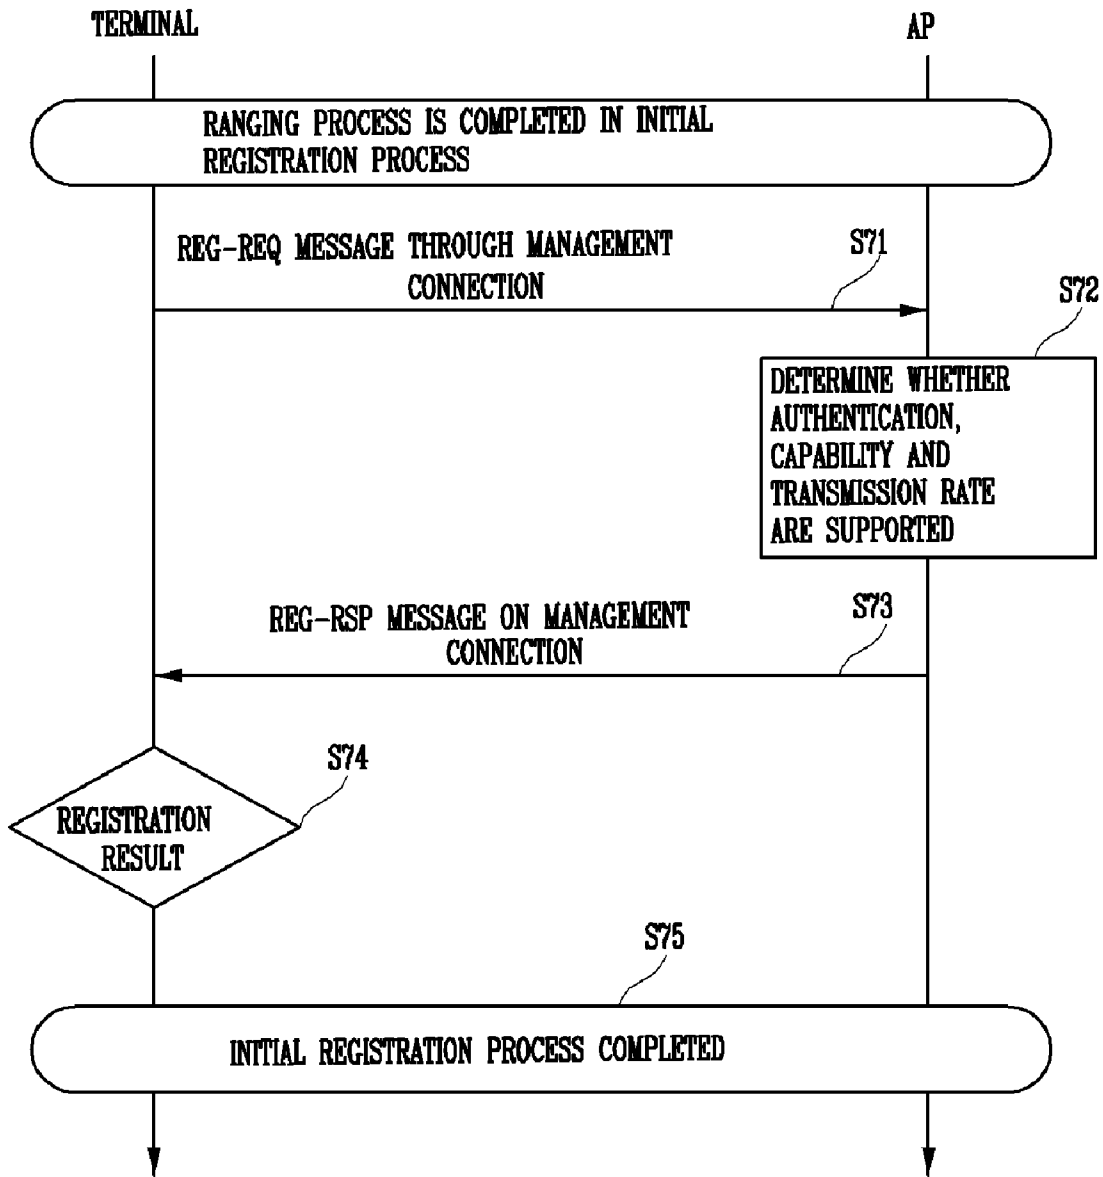 TERMINAL
AP
RANGING PROCESS IS COMPLETED IN INITIAL
REGISTRATION PROCESS
REG-REQ MESSAGE THROUGH MANAGEMENT
CONNECTION
S71
S72
DETERMINE WHETHER
AUTHENTICATION,
CAPABILITY AND
TRANSMISSION RATE
ARE SUPPORTED
REG-RSP MESSAGE ON MANAGEMENT
CONNECTION
S73
S74
REGISTRATION
RESULT
S75
INITIAL REGISTRATION PROCESS COMPLETED